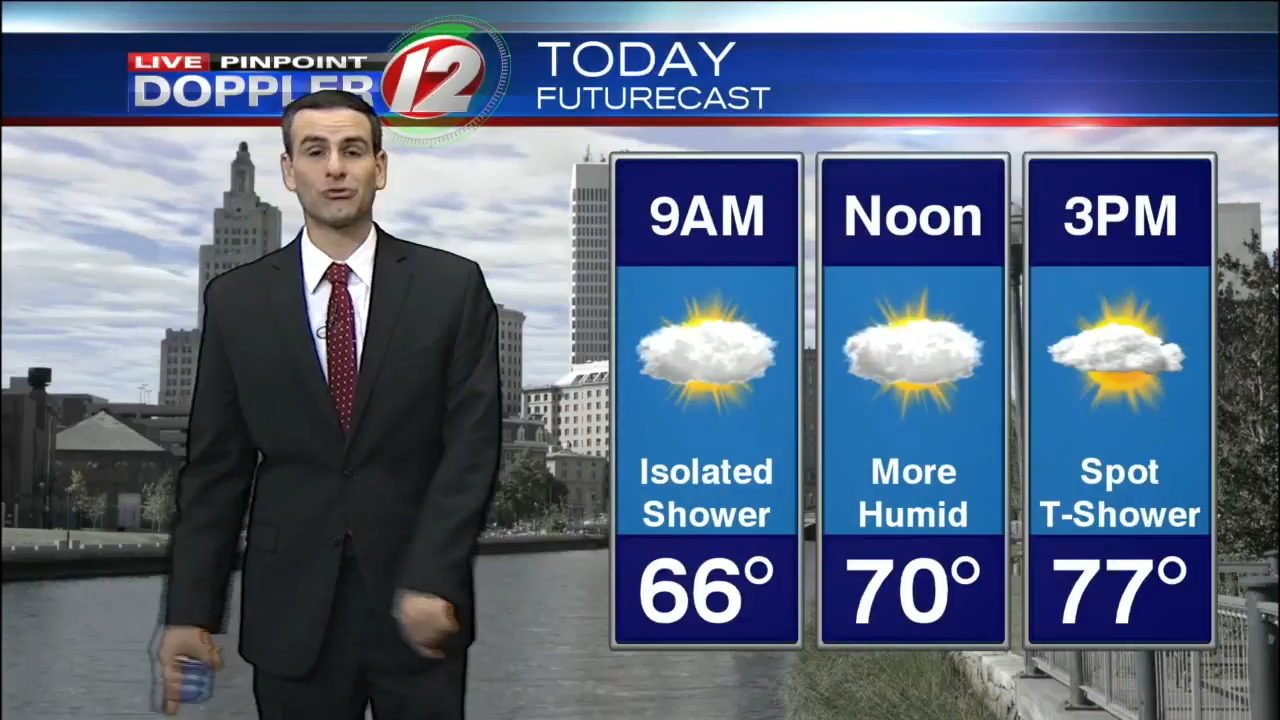 LIVE PINPOINT
DOPPLER 12
TODAY
FUTURECAST
9AM
Isolated
Shower
66°
Noon
More
Humid
70°
3PM
Spot
T-Shower
77°